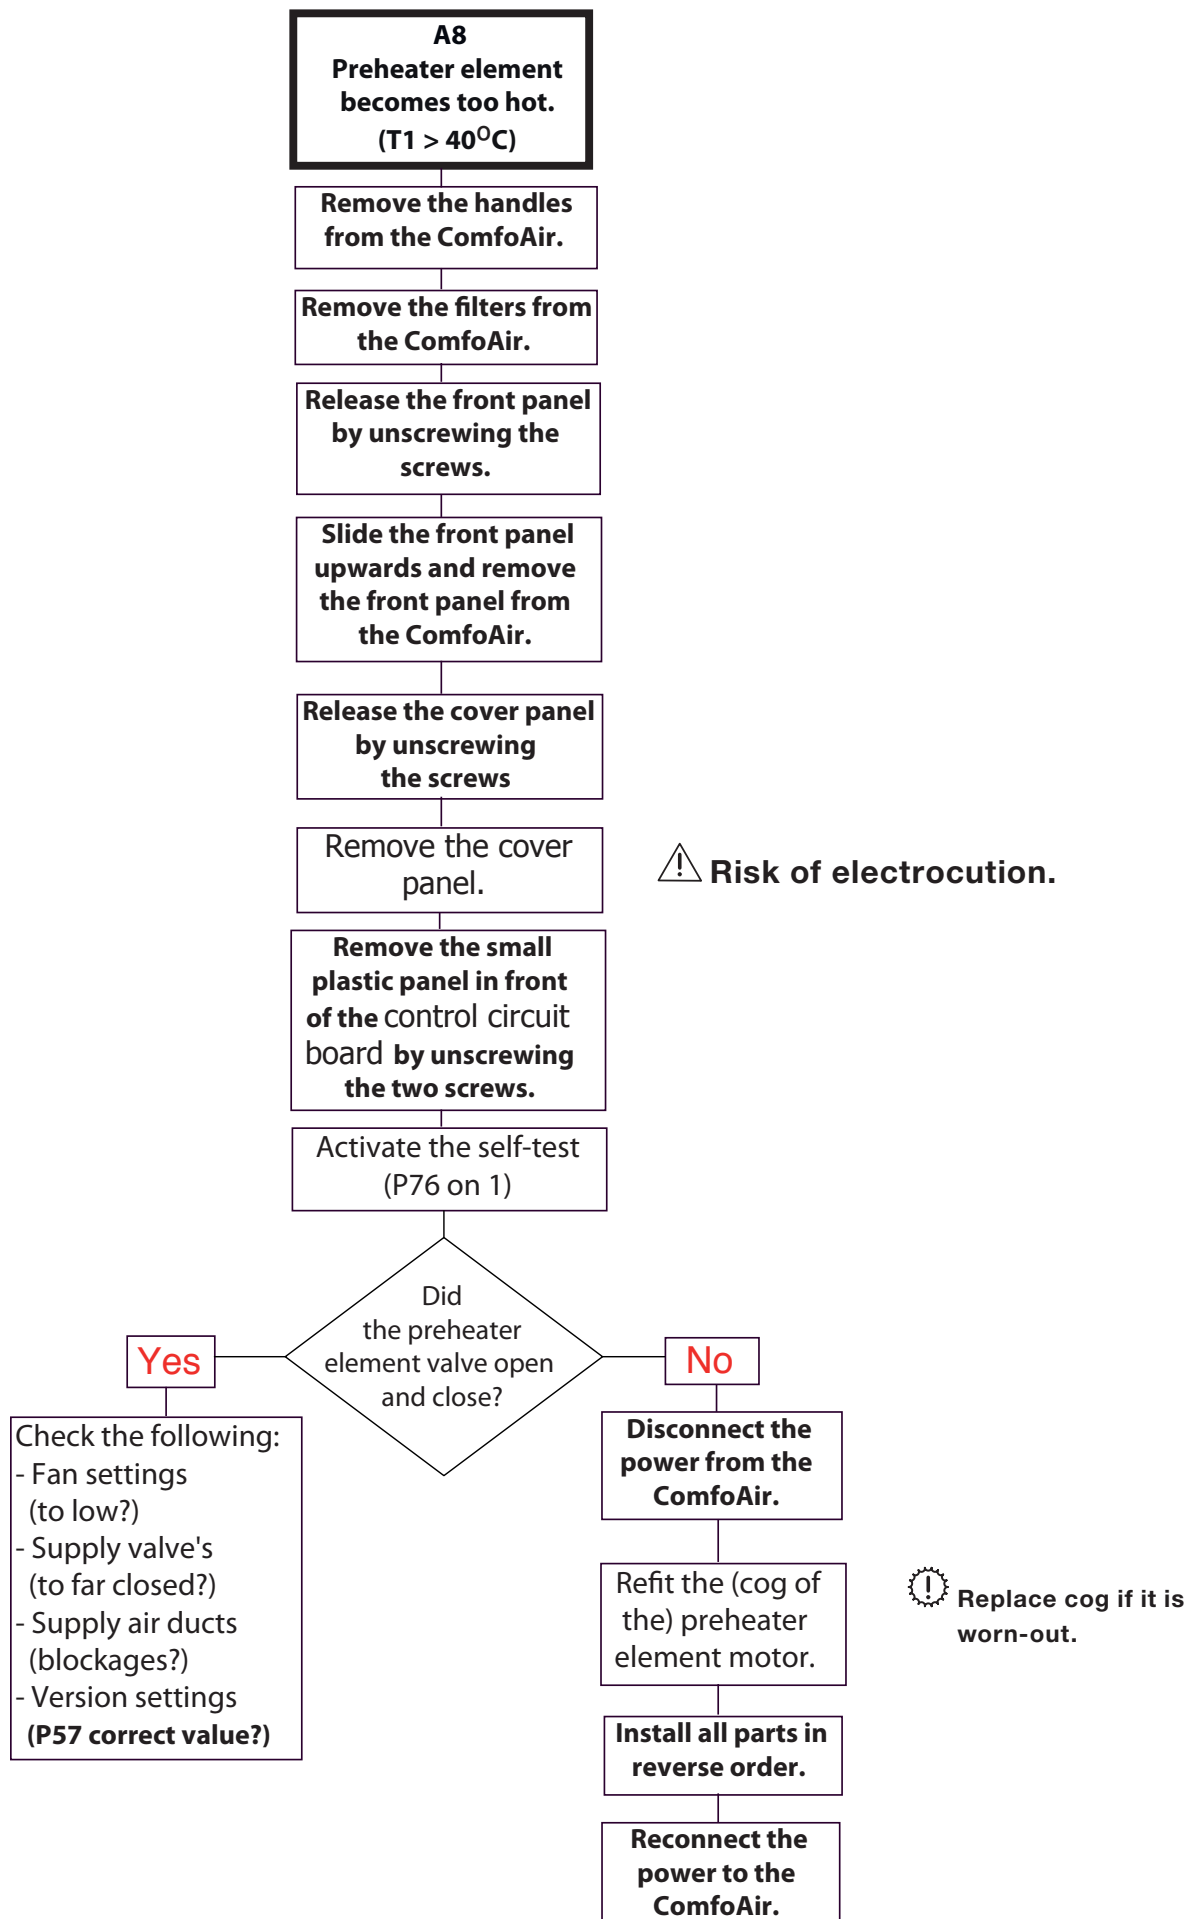 A8
Preheater element
becomes too hot.
(T1 > 40°C)
Remove the handles
from the ComfoAir.
Remove the filters from
the ComfoAir.
Release the front panel
by unscrewing the
screws.
Slide the front panel
upwards and remove
the front panel from
the ComfoAir.
Release the cover panel
by unscrewing
the screws
Remove the cover
panel.
Risk of electrocution.
Remove the small
plastic panel in front
of the control circuit
board by unscrewing
the two screws.
Activate the self-test
(P76 on 1)
Did
the preheater
element valve open
and close?
Yes
No
Check the following:
- Fan settings
(to low?)
- Supply valve's
(to far closed?)
- Supply air ducts
(blockages?)
- Version settings
(P57 correct value?)
Disconnect the
power from the
ComfoAir.
Refit the (cog of
the) preheater
element motor.
Replace cog if it is
worn-out.
Install all parts in
reverse order.
Reconnect the
power to the
ComfoAir.